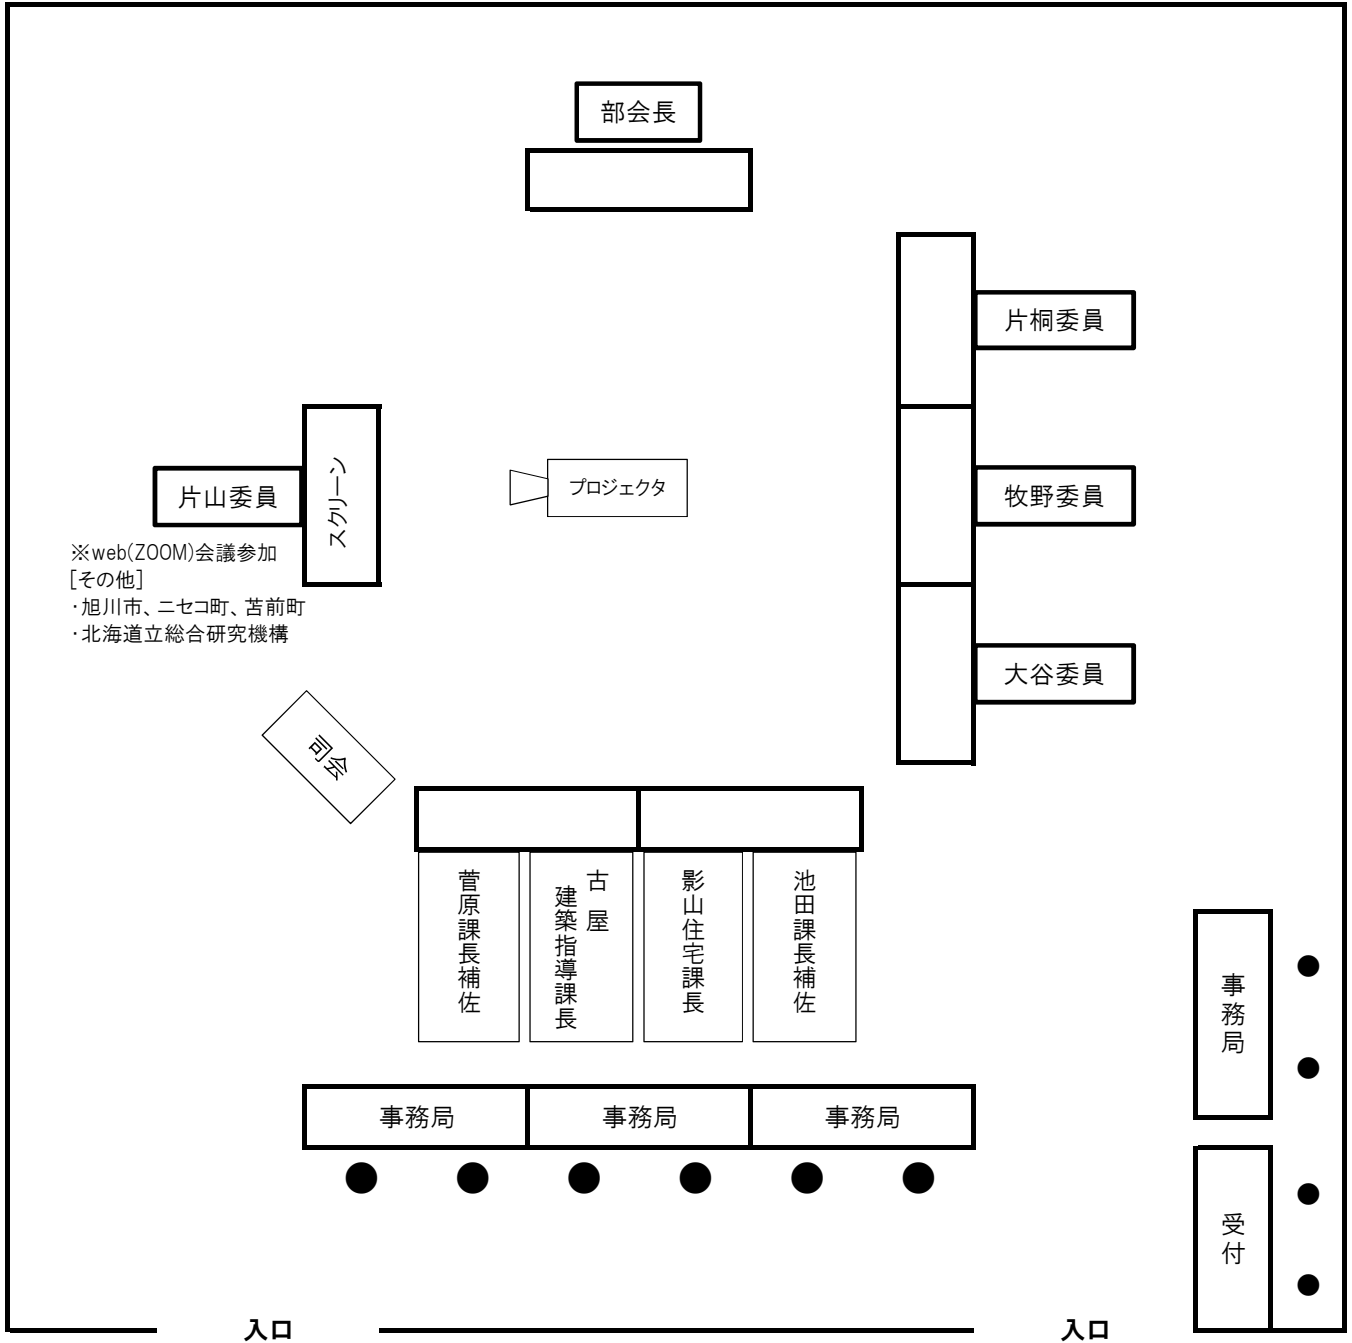 部会長
片桐委員
片山委員
スクリーン
プロジェクタ
牧野委員
※web(ZOOM)会議参加
[その他]
・旭川市、ニセコ町、苫前町
・北海道立総合研究機構
大谷委員
司会
菅原課長補佐
古屋
建築指導課長
影山住宅課長
池田課長補佐
事務局
事務局
事務局
事務局
受付
入口
入口